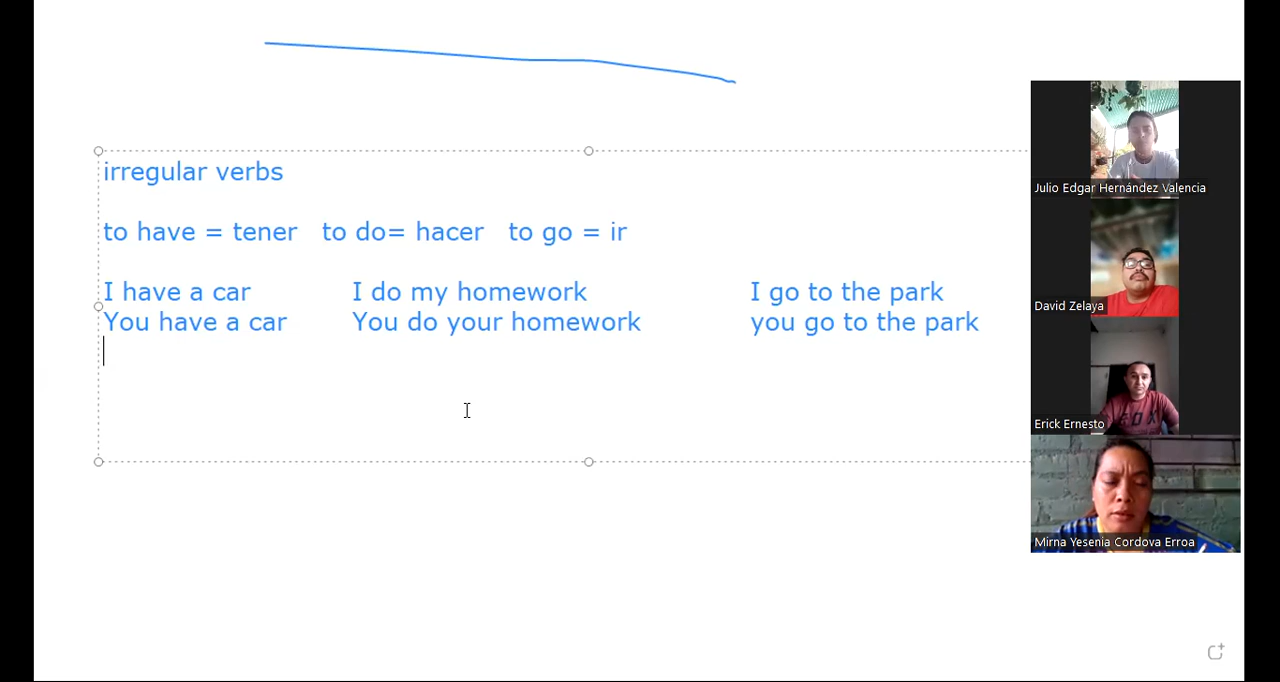 irregular verbs
to have = tener to do= hacer to go = ir
I have a car I do my homework I go to the park
You have a car You do your homework you go to the park
Julio Edgar Hernández Valencia
David Zelaya
Erick Ernesto
Mirna Yesenia Cordova Erroa